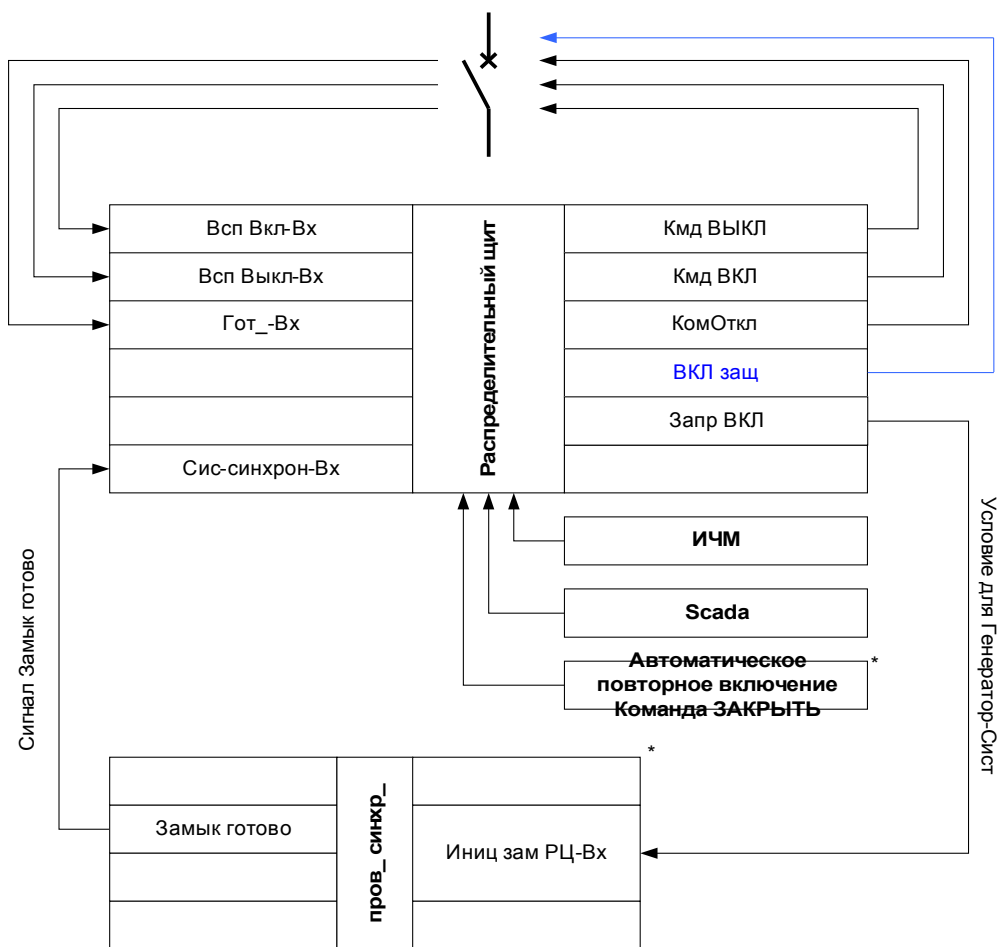 Всп Вкл-Вх
Всп Выкл-Вх
Гот_-Вх
Сис-синхрон-Вх
Распределительный щит
Кмд ВЫКЛ
Кмд ВКЛ
КомОткл
ВКЛ защ
Запр ВКЛ
ИЧМ
Scada
Автоматическое
повторное включение
Команда ЗАКРЫТЬ
*
Сигнал Замык готово
Условие для Генератор-Сист
*
Замык готово
пров_ синхр_
Иниц зам РЦ-Вх